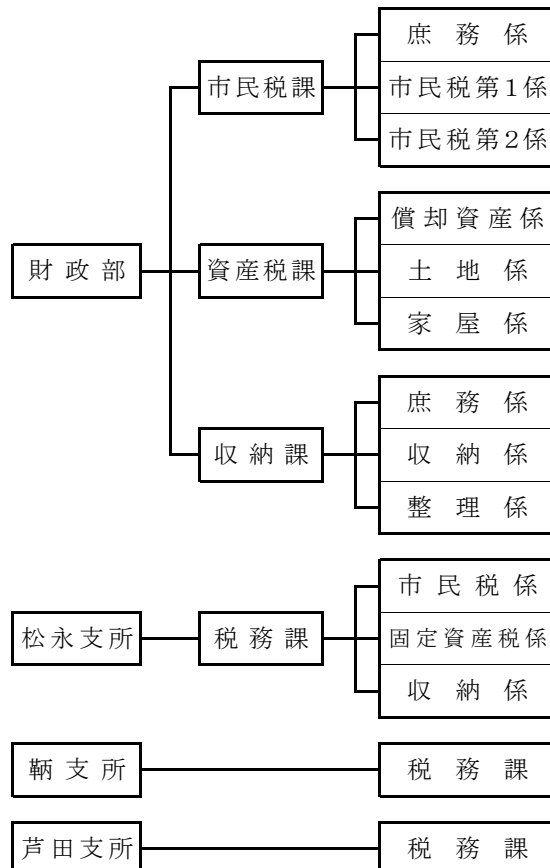 庶務係
市民税課
市民税第1係
市民税第2係
償却資産係
財政部
資産税課
土地係
家屋係
庶務係
収納課
収納係
整理係
市民税係
松永支所
税務課
固定資産税係
収納係
鞆支所
税務課
芦田支所
税務課